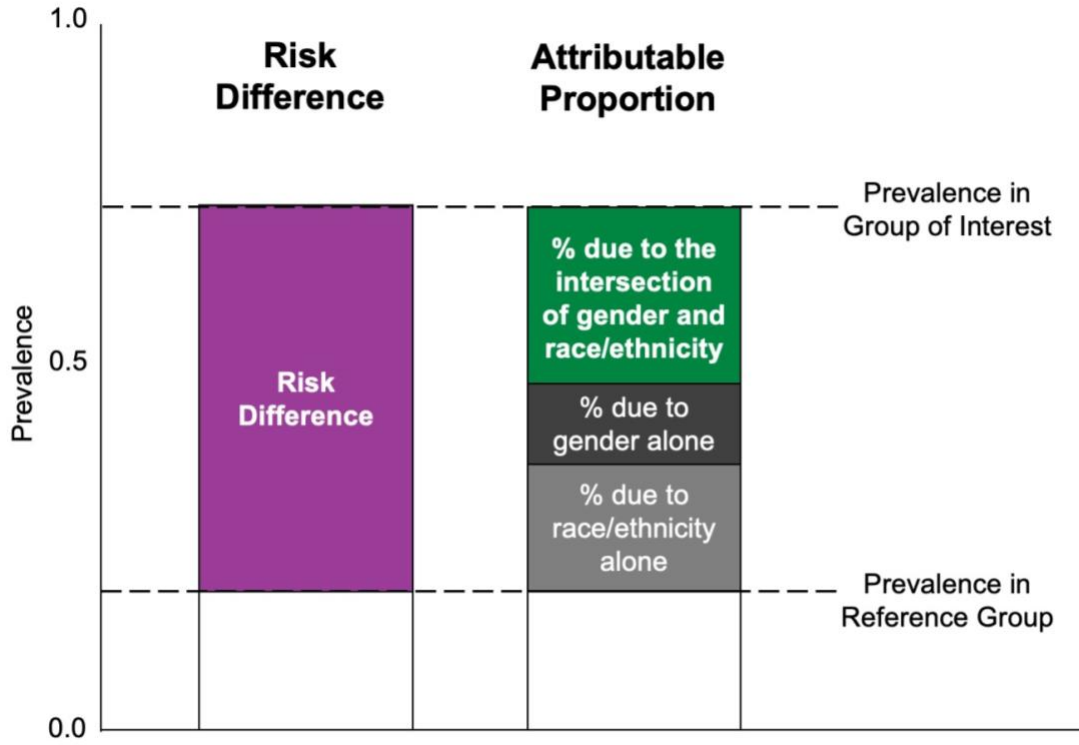 1.0
Risk
Difference
Attributable
Proportion
Prevalence in
Group of Interest
% due to the
intersection
of gender and
race/ethnicity
Prevalence
0.5
Risk
Difference
% due to
gender alone
% due to
race/ethnicity
alone
Prevalence in
Reference Group
0.0